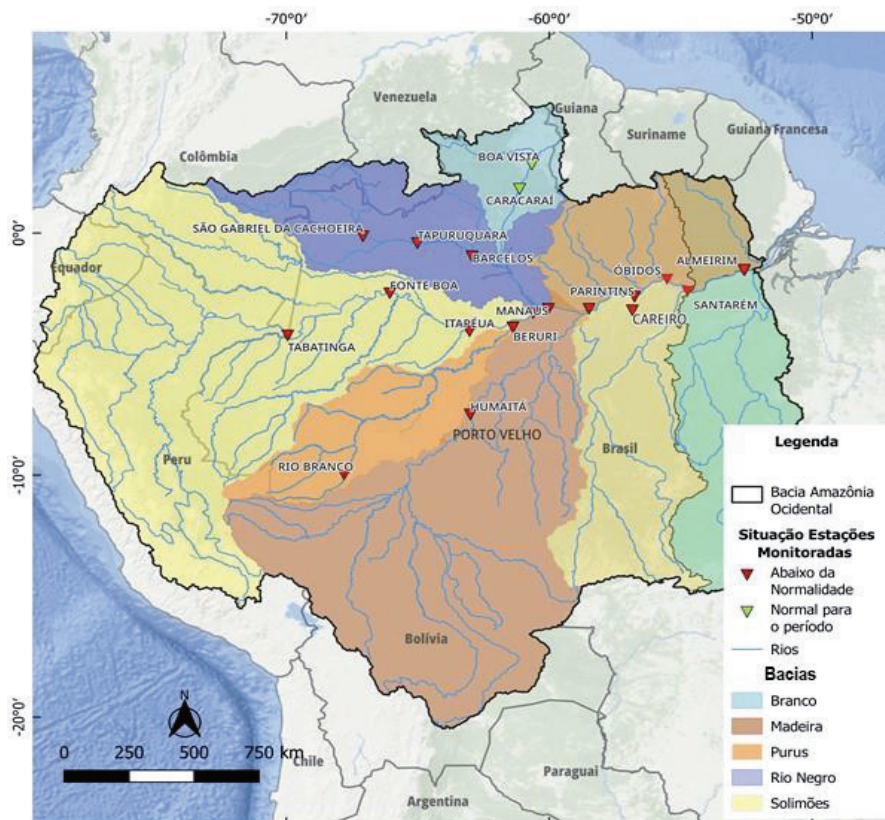 -70°0'
-60°0'
-50°0'
Venezuela
Guiana
Suriname
Guiana Francesa
Colômbia
BOA VISTA
CARACARAÍ
0°0'
SÃO GABRIEL DA CACHOEIRA
TAPURUQUARA
BARCELOS
Equador
ÓBIDOS
ALMEIRIM
FONTE BOA
PARINTINS
MANAUS
SANTARÉM
ITAPÉUA
CAREIRO
BERURI
TABATINGA
HUMAITÁ
PORTO VELHO
Peru
RIO BRANCO
Brasil
-10°0'
Bolívia
-20°0'
N
0 250 500 750 km
Chile
Paraguai
Argentina
Legenda
Bacia Amazônia
Ocidental
Situação Estações
Monitoradas
Abaixo da
Normalidade
Normal para
o período
Rios
Bacias
Branco
Madeira
Purus
Rio Negro
Solimões